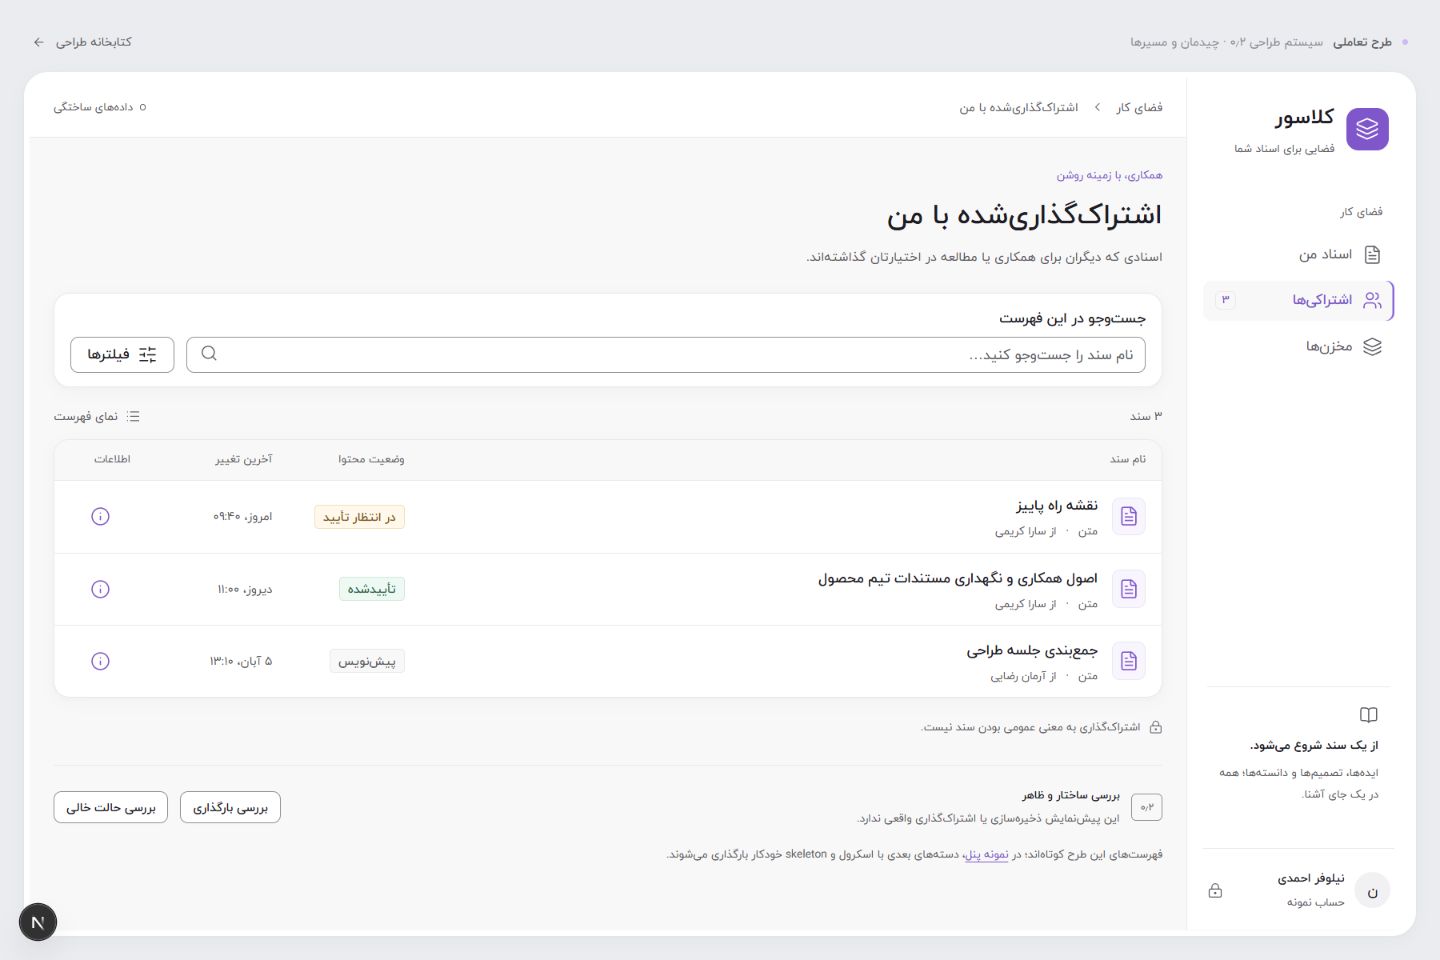 طرح تعاملی سیستم طراحی ۰٫۲ · چیدمان و مسیرها
کتابخانه طراحی
کلاسور
فضایی برای اسناد شما
فضای کار
اسناد من
اشتراکی‌ها ۳
مخزن‌ها
از یک سند شروع می‌شود.
ایده‌ها، تصمیم‌ها و دانسته‌ها؛ همه
در یک جای آشنا.
ن
نیلوفر احمدی
حساب نمونه
فضای کار
اشتراک‌گذاری‌شده با من
داده‌های ساختگی
همکاری، با زمینه روشن
اشتراک‌گذاری‌شده با من
اسنادی که دیگران برای همکاری یا مطالعه در اختیارتان گذاشته‌اند.
جست‌وجو در این فهرست
نام سند را جست‌وجو کنید…
فیلترها
۳ سند
نمای فهرست
نام سند وضعیت محتوا آخرین تغییر اطلاعات
نقشه راه پاییز
متن · از سارا کریمی
در انتظار تأیید
امروز، ۰۹:۴۰
اصول همکاری و نگهداری مستندات تیم محصول
متن · از سارا کریمی
تأییدشده
دیروز، ۱۱:۰۰
جمع‌بندی جلسه طراحی
متن · از آرمان رضایی
پیش‌نویس
۵ آبان، ۱۳:۱۰
اشتراک‌گذاری به معنی عمومی بودن سند نیست.
۰٫۲
بررسی ساختار و ظاهر
این پیش‌نمایش ذخیره‌سازی یا اشتراک‌گذاری واقعی ندارد.
بررسی بارگذاری
بررسی حالت خالی
فهرست‌های این طرح کوتاه‌اند؛ در نمونه پنل، دسته‌های بعدی با اسکرول و skeleton خودکار بارگذاری می‌شوند.
N